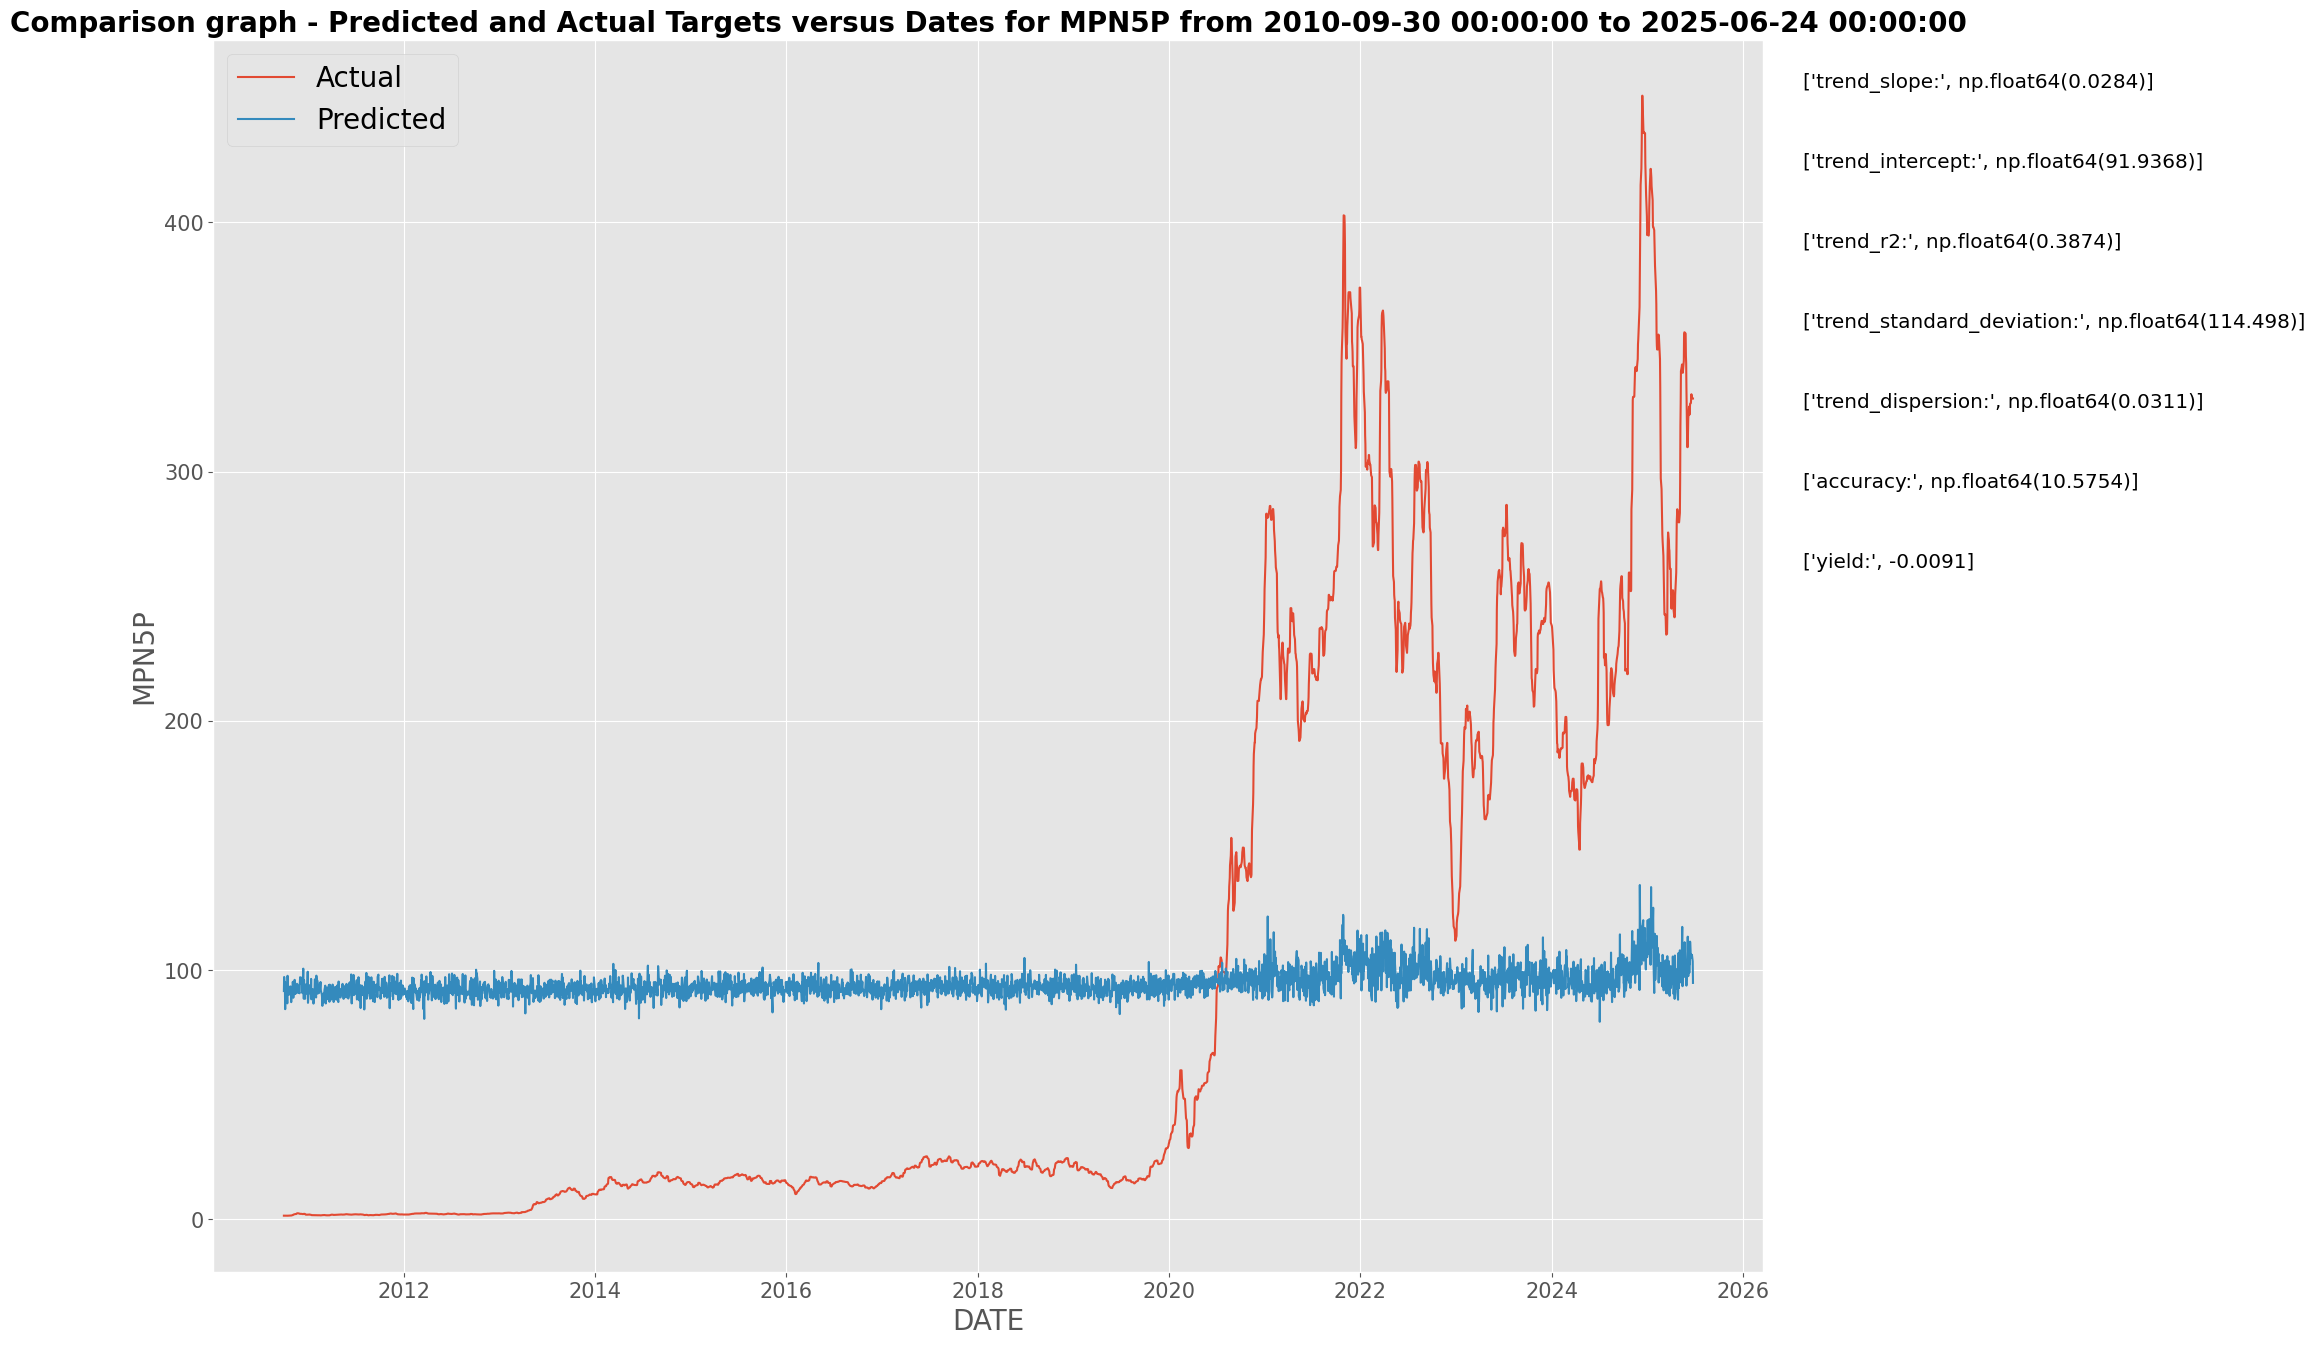 Comparison graph - Predicted and Actual Targets versus Dates for MPN5P from 2010-09-30 00:00:00 to 2025-06-24 00:00:00
Actual
Predicted
['trend_slope:', np.float64(0.0284)]
['trend_intercept:', np.float64(91.9368)]
['trend_r2:', np.float64(0.3874)]
['trend_standard_deviation:', np.float64(114.498)]
['trend_dispersion:', np.float64(0.0311)]
['accuracy:', np.float64(10.5754)]
['yield:', -0.0091]
MPN5P
400
300
200
100
0
2012 2014 2016 2018 2020 2022 2024 2026
DATE